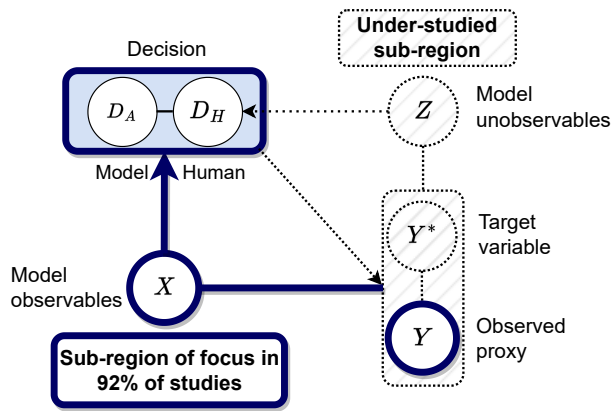 Decision
Under-studied
sub-region
D_A
D_H
Z
Model
unobservables
Model
Human
Y*
Target
variable
Model
observables
X
Y
Observed
proxy
Sub-region of focus in
92% of studies